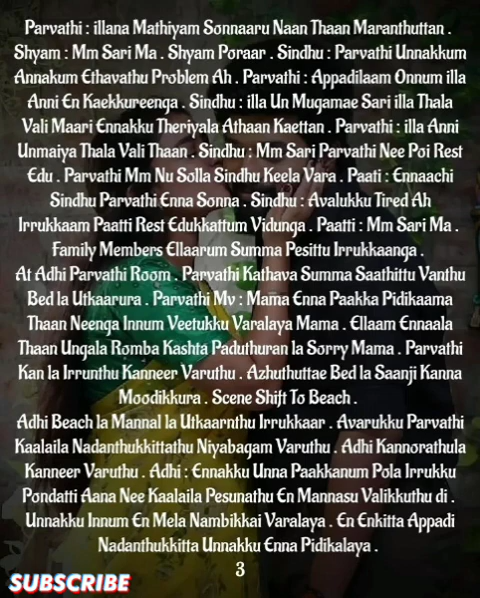 Parvathi : illana Mathiyam Sonnaaru Naan Thaan Maranthuttan .
Shyam : Mm Sari Ma . Shyam Poraar . Sindhu : Parvathi Unnakkum
Annakum Ethavathu Problem Ah . Parvathi : Appadilaam Onnum illa
Anni En Kaekkureenga . Sindhu : illa Un Mugamae Sari illa Thala
Vali Maari Ennakku Theriyala Athaan Kaettan . Parvathi : illa Anni
Unmaiya Thala Vali Thaan . Sindhu : Mm Sari Parvathi Nee Poi Rest
Edu . Parvathi Mm Nu Solla Sindhu Keela Vara . Paati : Ennaachi
Sindhu Parvathi Enna Sonna . Sindhu : Avalukku Tired Ah
Irrukkaam Paatti Rest Edukkattum Vidunga . Paatti : Mm Sari Ma .
Family Members Ellaarum Summa Pesittu Irrukkaanga .
At Adhi Parvathi Room . Parvathi Kathava Summa Saathittu Vanthu
Bed la Utkaarura . Parvathi Mv : Mama Enna Paakka Pidikaama
Thaan Neenga Innum Veetukku Varalaya Mama . Ellaam Ennaala
Thaan Ungala Romba Kashta Paduthuran la Sorry Mama . Parvathi
Kan la Irrunthu Kanneer Varuthu . Azhuthuttae Bed la Saanji Kanna
Moodikkura . Scene Shift To Beach .
Adhi Beach la Mannal la Utkaarnthu Irrukkaar . Avarukku Parvathi
Kaalaila Nadanthukkittathu Niyabagam Varuthu . Adhi Kannorathula
Kanneer Varuthu . Adhi : Ennakku Unna Paakkanum Pola Irrukku
Pondatti Aana Nee Kaalaila Pesunathu En Mannasu Valikkuthu di .
Unnakku Innum En Mela Nambikkai Varalaya . En Enkitta Appadi
Nadanthukkitta Unnakku Enna Pidikalaya .
3
SUBSCRIBE